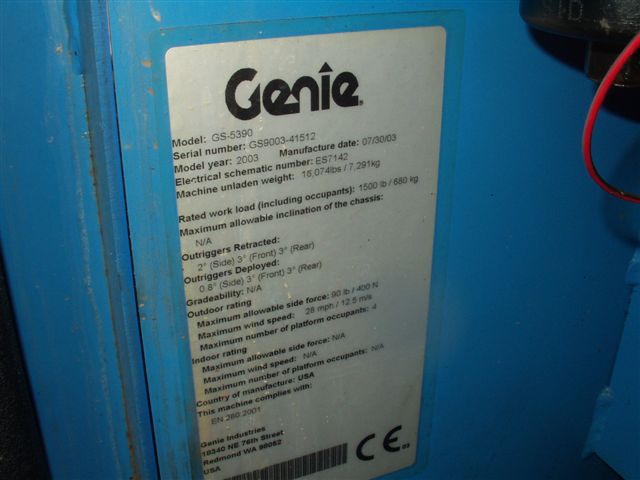 Genie
Model: GS-5390
Serial number: GS9003-41512
Model year: 2003 Manufacture date: 07/30/03
Electrical schematic number: ES7142
Machine unladen weight: 16,074lbs / 7,291kg
Rated work load (including occupants): 1500 lb / 680 kg
Maximum allowable inclination of the chassis:
N/A
Outriggers Retracted:
2° (Side) 3° (Front) 3° (Rear)
Outriggers Deployed:
0.8° (Side) 3° (Front) 3° (Rear)
Gradeability: N/A
Outdoor rating
Maximum allowable side force: 90 lb / 400 N
Maximum wind speed: 28 mph / 12.5 m/s
Maximum number of platform occupants: 4
Indoor rating
Maximum allowable side force: N/A
Maximum wind speed: N/A
Maximum number of platform occupants: N/A
Country of manufacture: USA
This machine complies with:
EN 280:2001
Genie Industries
18340 NE 76th Street
Redmond WA 98052
USA
CE 03